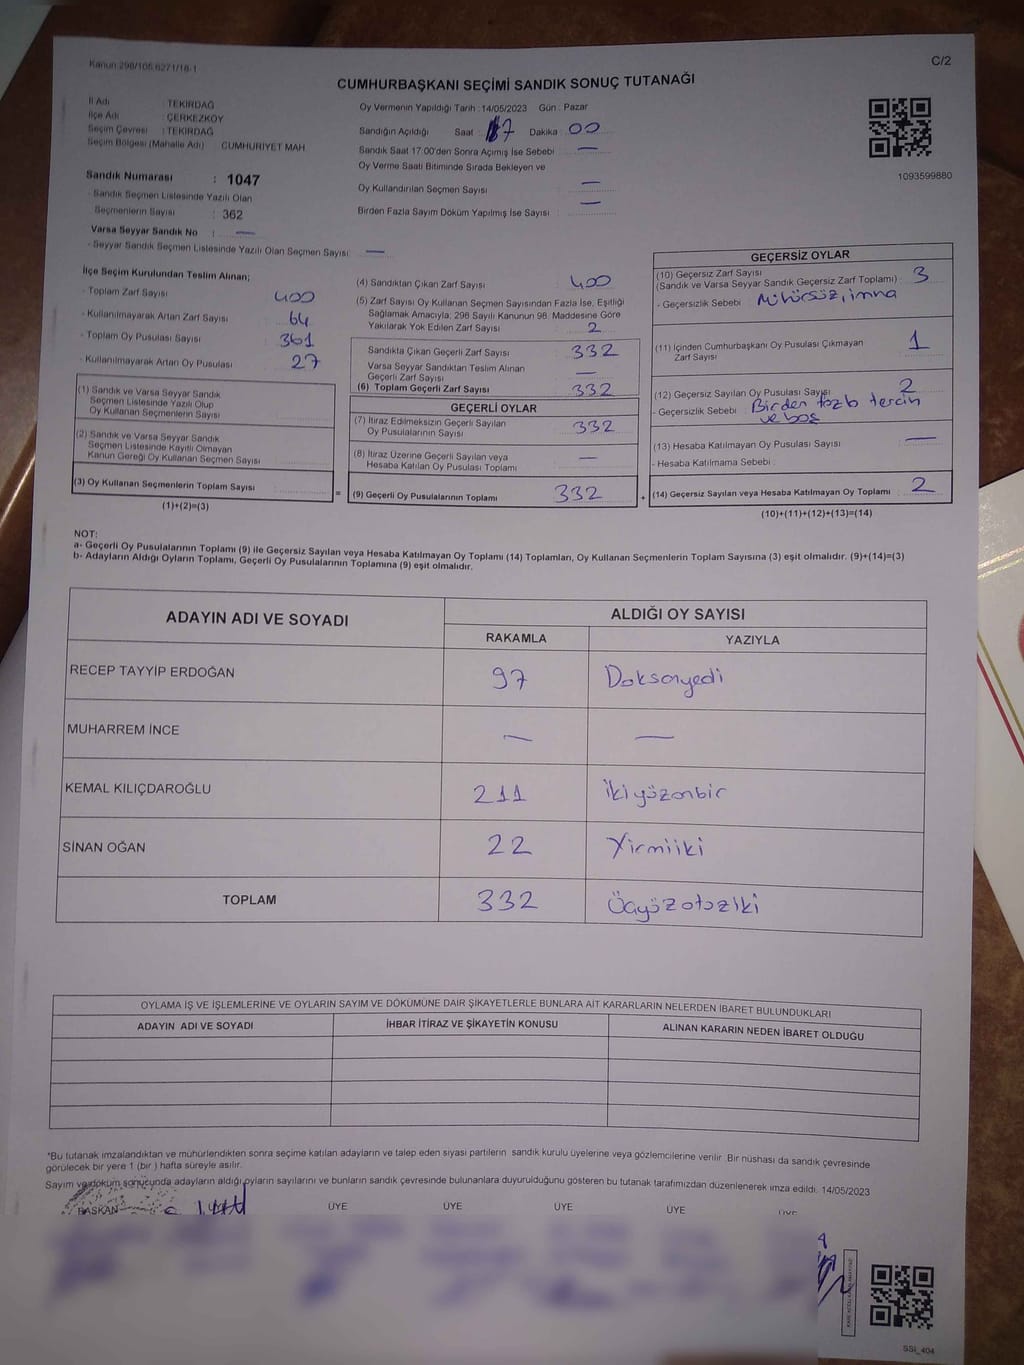 Kanun 298/105,6271/18-1
C/2
CUMHURBAŞKANI SEÇİMİ SANDIK SONUÇ TUTANAĞI
İl Adı : TEKİRDAĞ
İlçe Adı : ÇERKEZKÖY
Seçim Çevresi : TEKİRDAĞ
Seçim Bölgesi (Mahalle Adı) CUMHURİYET MAH
Oy Vermenin Yapıldığı Tarih : 14/05/2023 Gün : Pazar
Sandığın Açıldığı Saat : 17 Dakika : 00
Sandık Saat 17:00'den Sonra Açımış İse Sebebi : —
Oy Verme Saati Bitiminde Sırada Bekleyen ve
Oy Kullandırılan Seçmen Sayısı : —
Birden Fazla Sayım Döküm Yapılmış İse Sayısı : —
1093599880
Sandık Numarası : 1047
- Sandık Seçmen Listesinde Yazılı Olan
Seçmenlerin Sayısı : 362
Varsa Seyyar Sandık No : —
- Seyyar Sandık Seçmen Listesinde Yazılı Olan Seçmen Sayısı : —
İlçe Seçim Kurulundan Teslim Alınan;
- Toplam Zarf Sayısı : 400
- Kullanılmayarak Artan Zarf Sayısı : 64
- Toplam Oy Pusulası Sayısı : 361
- Kullanılmayarak Artan Oy Pusulası : 27
(1) Sandık ve Varsa Seyyar Sandık
Seçmen Listesinde Yazılı Olup
Oy Kullanan Seçmenlerin Sayısı :
(2) Sandık ve Varsa Seyyar Sandık
Seçmen Listesinde Kayıtlı Olmayan
Kanun Gereği Oy Kullanan Seçmen Sayısı :
(3) Oy Kullanan Seçmenlerin Toplam Sayısı :
(1)+(2)=(3)
(4) Sandıktan Çıkan Zarf Sayısı : 400
(5) Zarf Sayısı Oy Kullanan Seçmen Sayısından Fazla İse, Eşitliği
Sağlamak Amacıyla; 298 Sayılı Kanunun 98. Maddesine Göre
Yakılarak Yok Edilen Zarf Sayısı : 2
Sandıkta Çıkan Geçerli Zarf Sayısı : 332
Varsa Seyyar Sandıktan Teslim Alınan
Geçerli Zarf Sayısı : —
(6) Toplam Geçerli Zarf Sayısı : 332
GEÇERLİ OYLAR
(7) İtiraz Edilmeksizin Geçerli Sayılan
Oy Pusulalarının Sayısı : 332
(8) İtiraz Üzerine Geçerli Sayılan veya
Hesaba Katılan Oy Pusulası Toplamı : —
= (9) Geçerli Oy Pusulalarının Toplamı : 332
GEÇERSİZ OYLAR
(10) Geçersiz Zarf Sayısı
(Sandık ve Varsa Seyyar Sandık Geçersiz Zarf Toplamı) : 3
- Geçersizlik Sebebi : Mühürsüz, imha
(11) İçinden Cumhurbaşkanı Oy Pusulası Çıkmayan
Zarf Sayısı : 1
(12) Geçersiz Sayılan Oy Pusulası Sayısı : 2
- Geçersizlik Sebebi : Birden fazla tercih
ve boş
(13) Hesaba Katılmayan Oy Pusulası Sayısı : —
- Hesaba Katılmama Sebebi :
+ (14) Geçersiz Sayılan veya Hesaba Katılmayan Oy Toplamı : 2
(10)+(11)+(12)+(13)=(14)
NOT:
a- Geçerli Oy Pusulalarının Toplamı (9) ile Geçersiz Sayılan veya Hesaba Katılmayan Oy Toplamı (14) Toplamları, Oy Kullanan Seçmenlerin Toplam Sayısına (3) eşit olmalıdır. (9)+(14)=(3)
b- Adayların Aldığı Oyların Toplamı, Geçerli Oy Pusulalarının Toplamına (9) eşit olmalıdır.
ADAYIN ADI VE SOYADI ALDIĞI OY SAYISI
RAKAMLA YAZIYLA
RECEP TAYYİP ERDOĞAN 97 Doksanyedi
MUHARREM İNCE — —
KEMAL KILIÇDAROĞLU 211 İkiyüzonbir
SİNAN OĞAN 22 Yirmiiki
TOPLAM 332 Üçyüzotuziki
OYLAMA İŞ VE İŞLEMLERİNE VE OYLARIN SAYIM VE DÖKÜMÜNE DAİR ŞİKAYETLERLE BUNLARA AİT KARARLARIN NELERDEN İBARET BULUNDUKLARI
ADAYIN ADI VE SOYADI İHBAR İTİRAZ VE ŞİKAYETİN KONUSU ALINAN KARARIN NEDEN İBARET OLDUĞU
*Bu tutanak imzalandıktan ve mühürlendikten sonra seçime katılan adayların ve talep eden siyasi partilerin sandık kurulu üyelerine veya gözlemcilerine verilir. Bir nüshası da sandık çevresinde
görülecek bir yere 1 (bir ) hafta süreyle asılır.
Sayım ve döküm sonucunda adayların aldığı oyların sayılarını ve bunların sandık çevresinde bulunanlara duyurulduğunu gösteren bu tutanak tarafımızdan düzenlenerek imza edildi. 14/05/2023
BAŞKAN ÜYE ÜYE ÜYE ÜYE ÜYE
SSİ_404